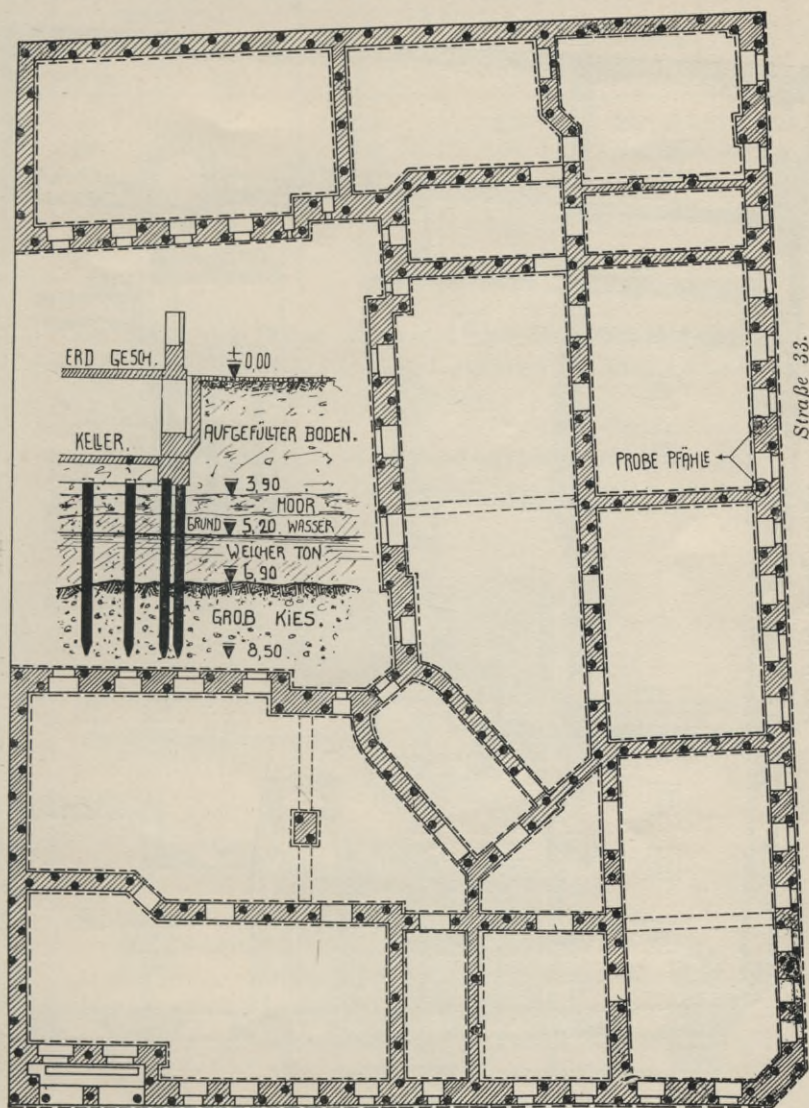 ERD GESCH.
± 0,00
AUFGEFÜLLTER BODEN.
KELLER.
3,90
MOOR
GRUND 5,20 WASSER
WEICHER TON
6,90
GROB KIES.
8,50
PROBE PFÄHLE
Straße 33.